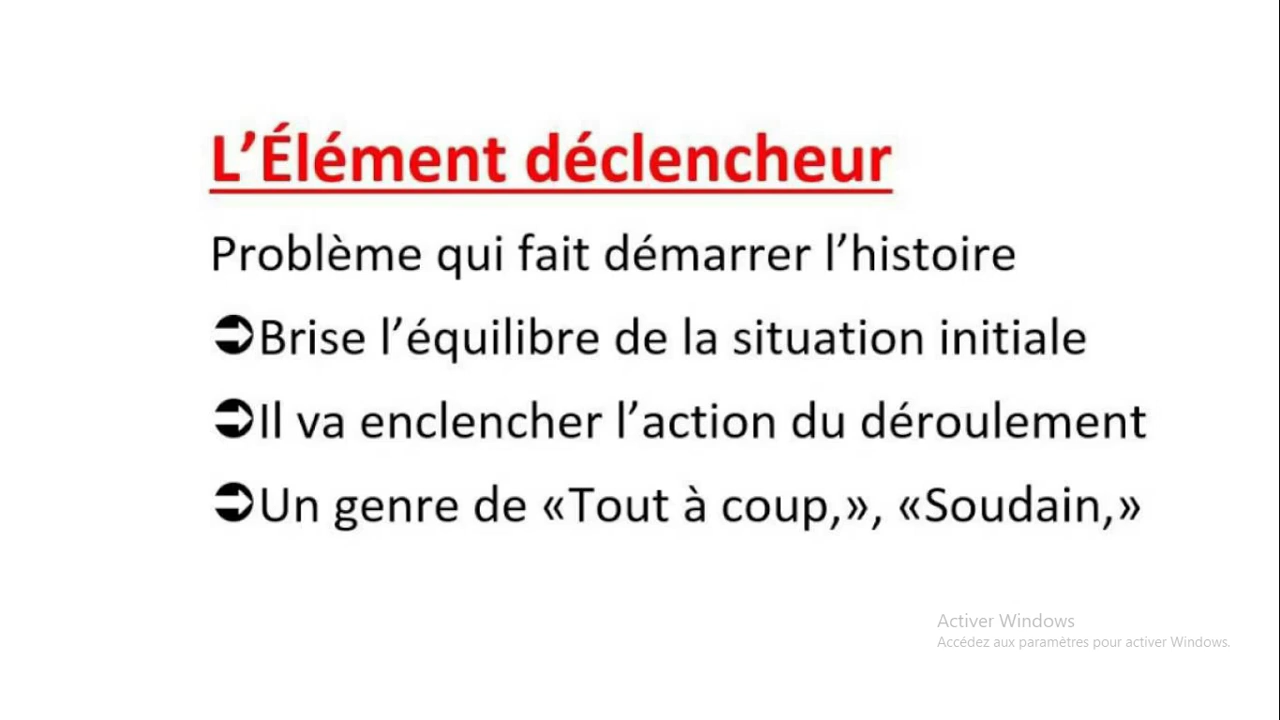 L’Élément déclencheur
Problème qui fait démarrer l’histoire
➲Brise l’équilibre de la situation initiale
➲Il va enclencher l’action du déroulement
➲Un genre de «Tout à coup,», «Soudain,»
Activer Windows
Accédez aux paramètres pour activer Windows.